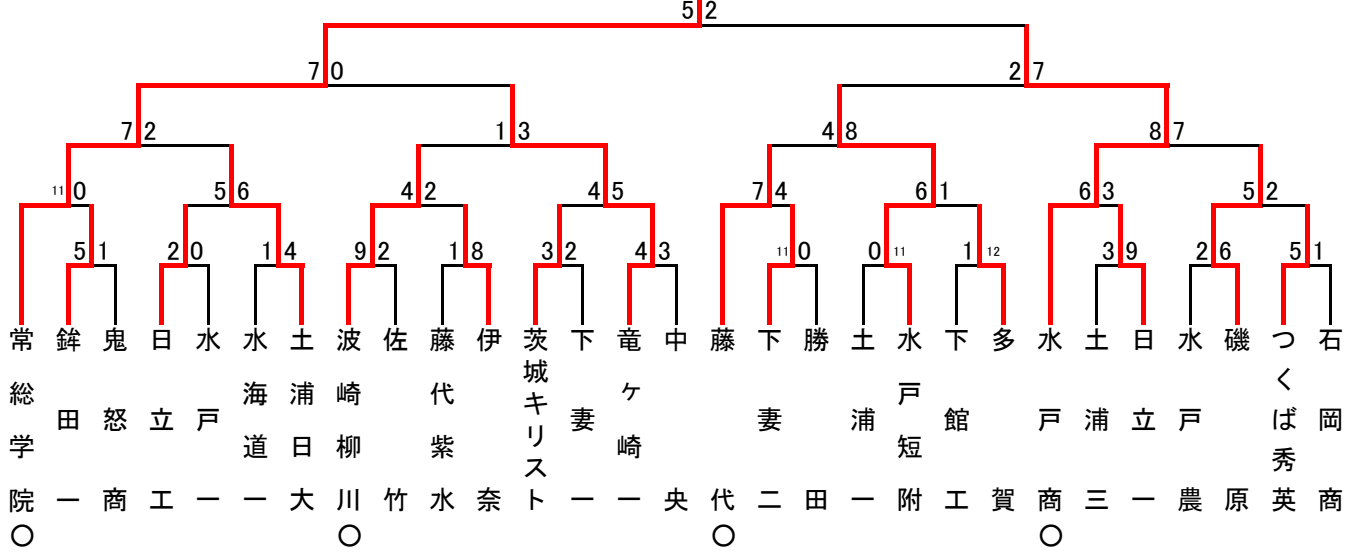 5 2
7 0
2 7
7 2
1 3
4 8
8 7
11 0
5 6
4 2
4 5
7 4
6 1
6 3
5 2
5 1
2 0
1 4
9 2
1 8
3 2
4 3
11 0
0 11
1 12
3 9
2 6
5 1
常総学院○
鉾田一
鬼怒商
日立工
水戸一
水海道一
土浦日大
波崎柳川○
佐竹
藤代紫水
伊奈
茨城キリスト
下妻一
竜ヶ崎一
中央
藤代○
下妻二
勝田
土浦一
水戸短附
下館工
多賀
水戸商○
土浦三
日立一
水戸農
磯原
つくば秀英
石岡商